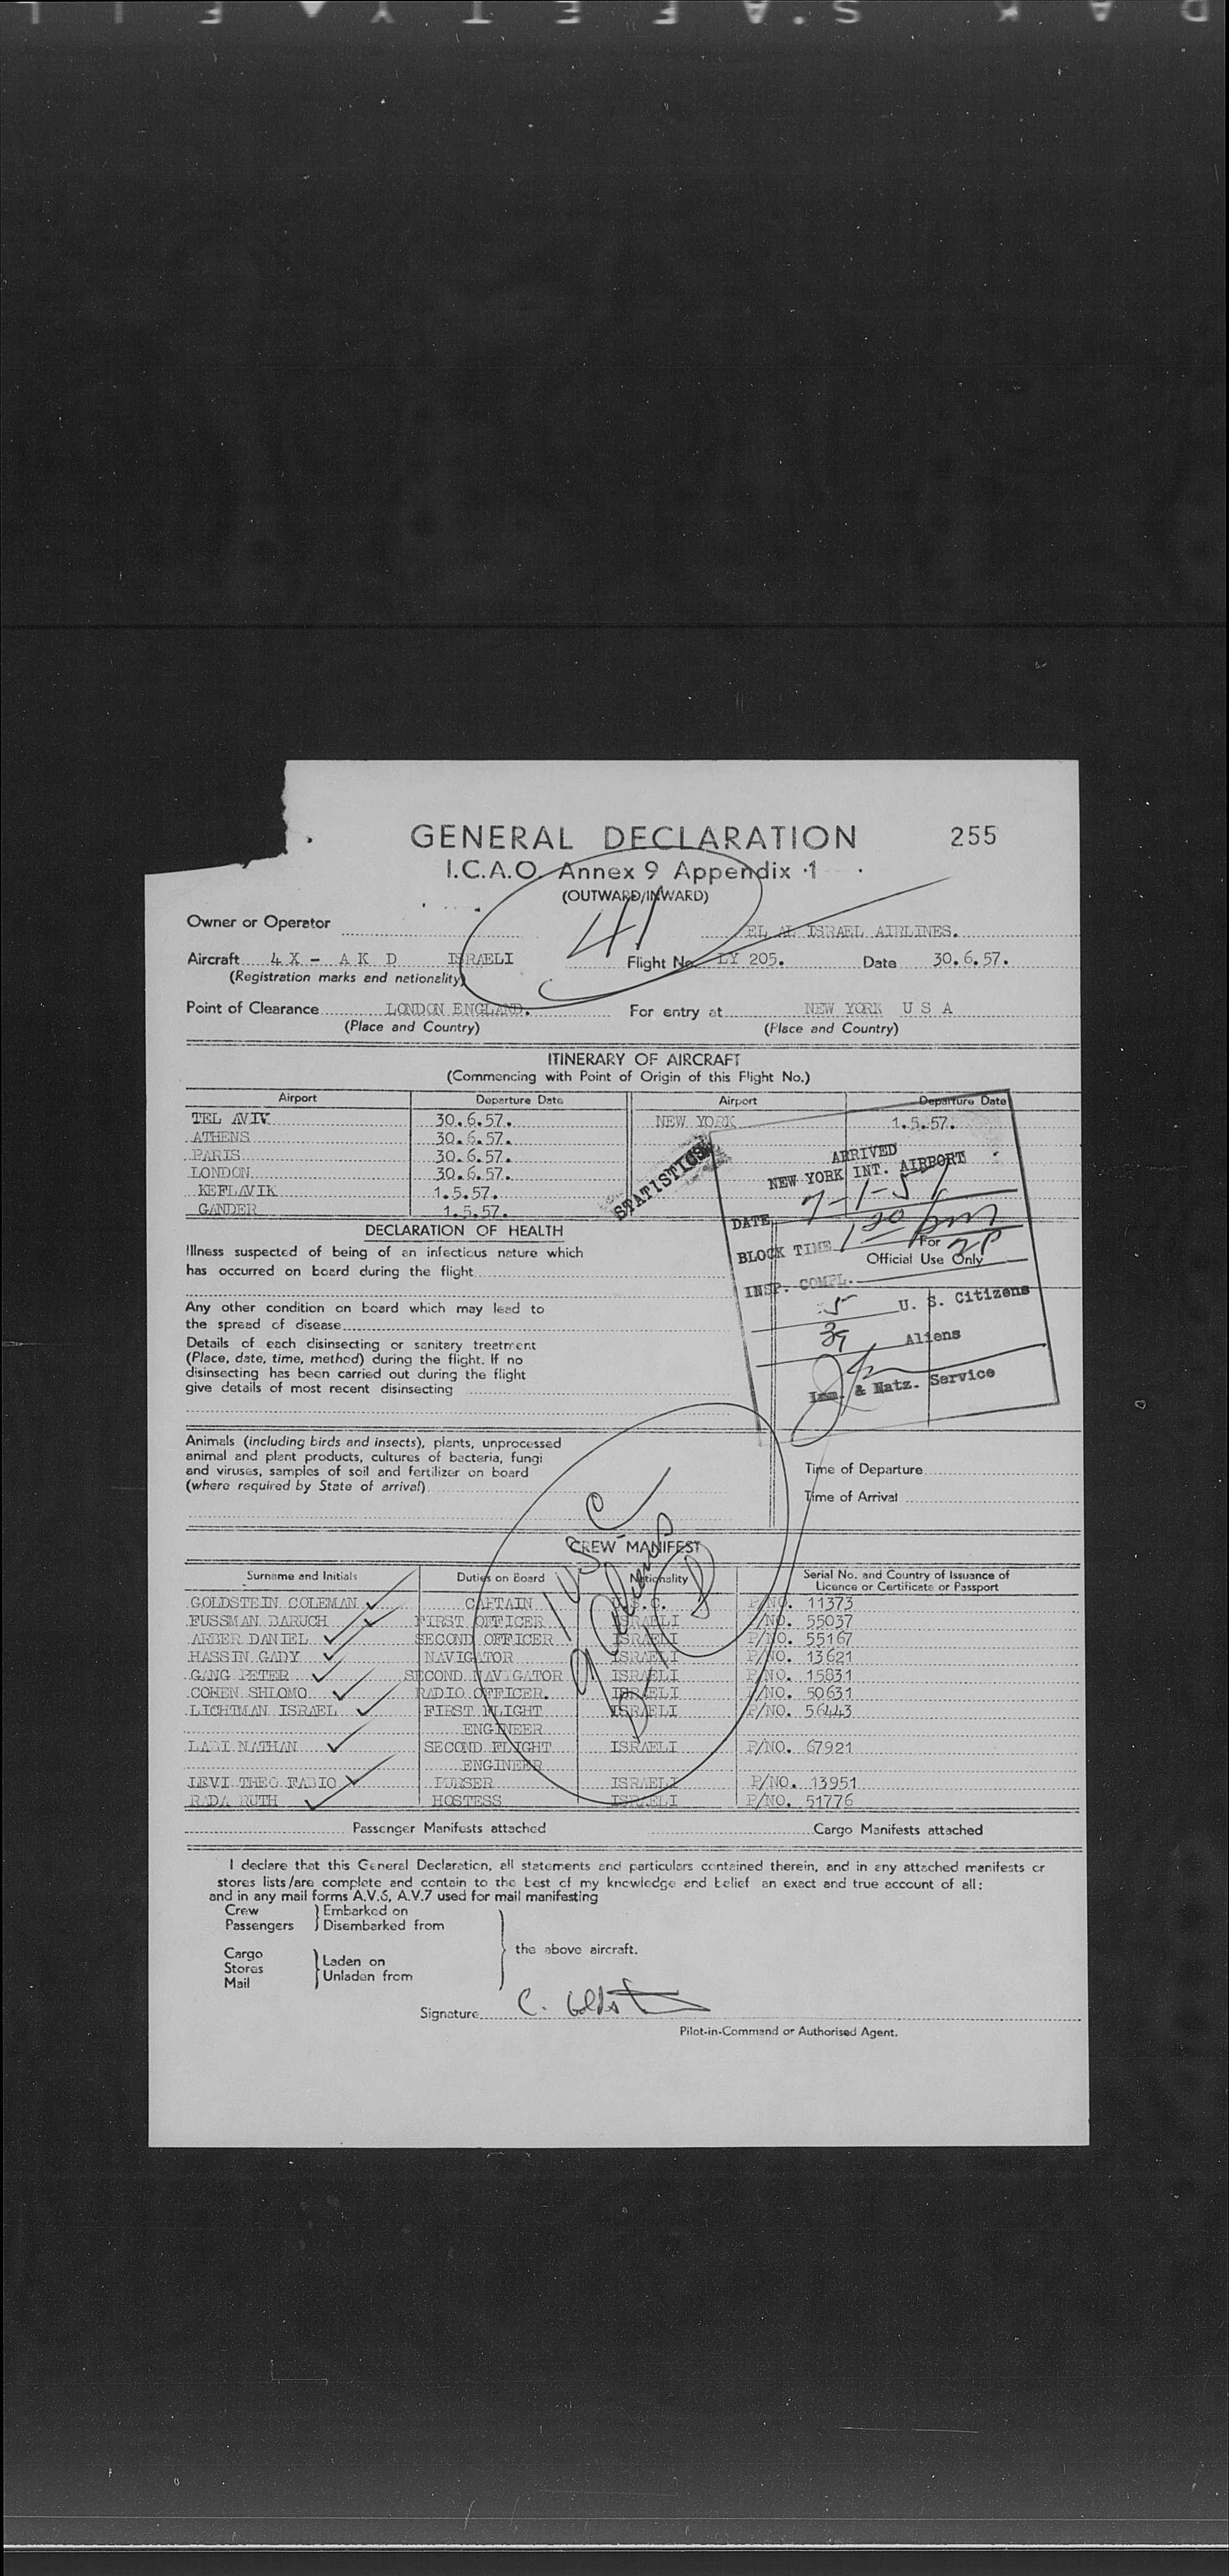 GENERAL DECLARATION 255
I.C.A.O. Annex 9 Appendix 1
(OUTWARD/INWARD)
41
Owner or Operator EL AL ISRAEL AIRLINES.
Aircraft 4 X - A K D ISRAELI Flight No. LY 205. Date 30.6.57.
(Registration marks and nationality)
Point of Clearance LONDON ENGLAND. For entry at NEW YORK U S A
(Place and Country) (Place and Country)
ITINERARY OF AIRCRAFT
(Commencing with Point of Origin of this Flight No.)
Airport Departure Date Airport Departure Date
TEL AVIV 30.6.57. NEW YORK 1.5.57.
ATHENS 30.6.57.
PARIS 30.6.57.
LONDON 30.6.57.
KEFLAVIK 1.5.57.
GANDER 1.5.57.
STATISTICS
ARRIVED
NEW YORK INT. AIRPORT
DATE 7-1-57
BLOCK TIME 1 20 pm
INSP. COMPL.
5 U. S. Citizens
39 Aliens
Imm. & Natz. Service
For
Official Use Only
DECLARATION OF HEALTH
Illness suspected of being of an infectious nature which
has occurred on board during the flight
Any other condition on board which may lead to
the spread of disease
Details of each disinsecting or sanitary treatment
(Place, date, time, method) during the flight. If no
disinsecting has been carried out during the flight
give details of most recent disinsecting
Animals (including birds and insects), plants, unprocessed
animal and plant products, cultures of bacteria, fungi
and viruses, samples of soil and fertilizer on board
(where required by State of arrival)
Time of Departure
Time of Arrival
1 USC
9 Aliens
CREW MANIFEST
Surname and Initials Duties on Board Nationality Serial No. and Country of Issuance of
Licence or Certificate or Passport
GOLDSTEIN COLEMAN CAPTAIN U.S.C. P/NO. 11373
FUSSMAN BARUCH FIRST OFFICER ISRAELI P/NO. 55037
ARBER DANIEL SECOND OFFICER ISRAELI P/NO. 55167
HASSIN GADY NAVIGATOR ISRAELI P/NO. 13621
GANG PETER SECOND NAVIGATOR ISRAELI P/NO. 15831
COHEN SHLOMO RADIO OFFICER. ISRAELI P/NO. 50631
LICHTMAN ISRAEL FIRST FLIGHT ISRAELI P/NO. 56443
ENGINEER
NATHAN SECOND FLIGHT ISRAELI P/NO. 67921
ENGINEER
LEVI THEO FABIO PURSER ISRAELI P/NO. 13951
RADA RUTH HOSTESS ISRAELI P/NO. 51776
Passenger Manifests attached Cargo Manifests attached
I declare that this General Declaration, all statements and particulars contained therein, and in any attached manifests or
stores lists/are complete and contain to the best of my knowledge and belief an exact and true account of all:
and in any mail forms A.V.6, A.V.7 used for mail manifesting
Crew Embarked on
Passengers Disembarked from
the above aircraft.
Cargo
Stores Laden on
Mail Unladen from
Signature C. Goldst
Pilot-in-Command or Authorised Agent.